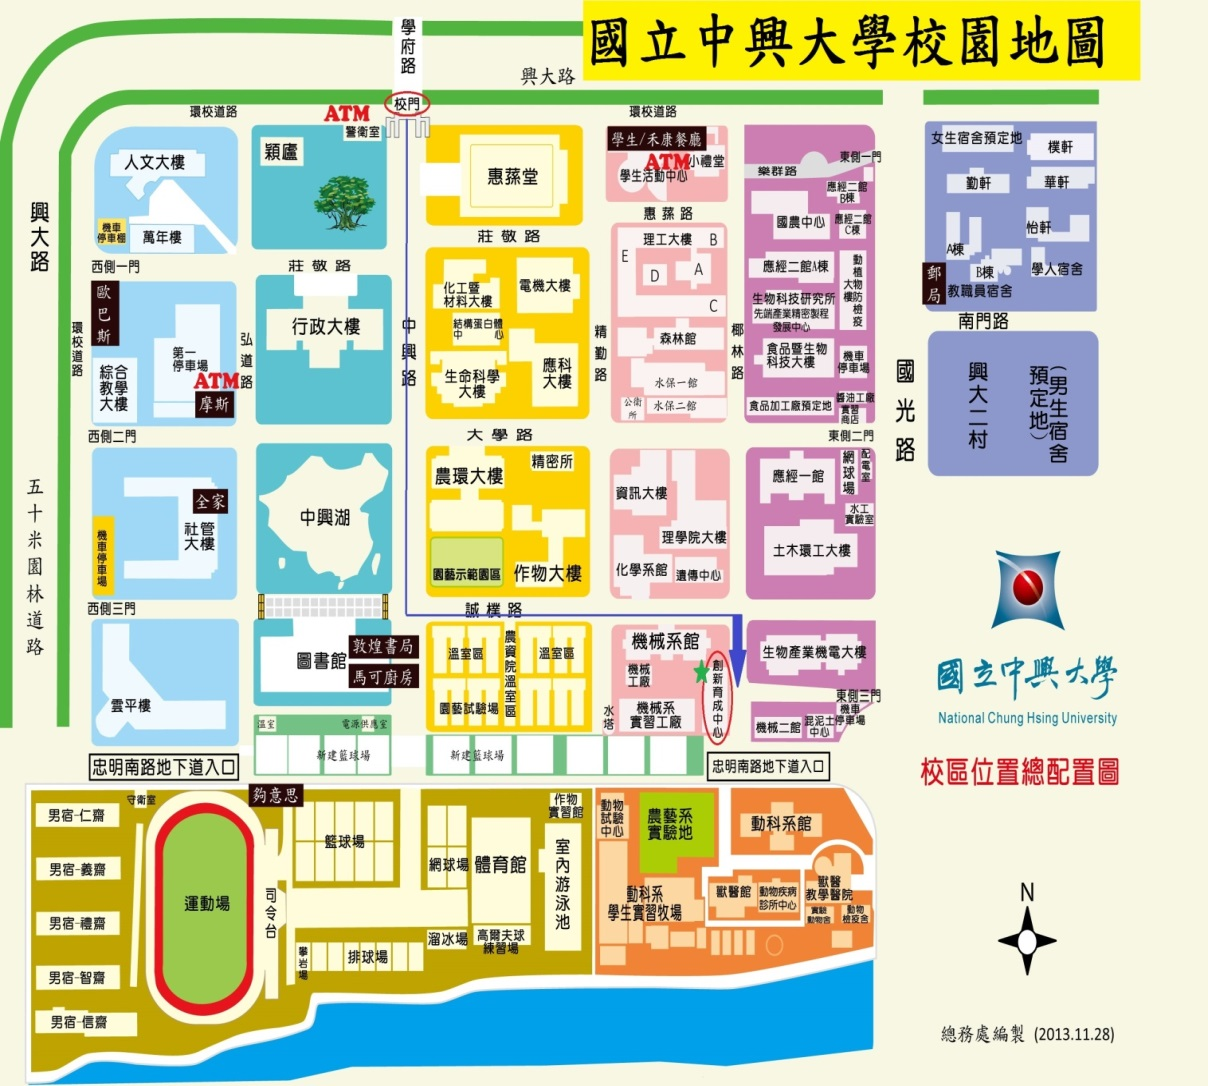 國立中興大學校園地圖
學府路
興大路
校門
環校道路
ATM
警衛室
環校道路
人文大樓
機車
停車棚
萬年樓
穎廬
惠蓀堂
學生/禾康餐廳
ATM
小禮堂
學生活動中心
樂群路
東側一門
應經二館
B棟
國農中心
應經二館
C棟
女生宿舍預定地
樸軒
勤軒
華軒
怡軒
A棟
B棟
學人宿舍
郵局
教職員宿舍
南門路
興大路
西側一門
莊敬路
莊敬路
惠蓀路
歐巴斯
環校道路
第一
停車場
綜合
教學
大樓
ATM
摩斯
弘道路
行政大樓
中興路
化工暨
材料大樓
電機大樓
結構蛋白體
中心
生命科學
大樓
應科
大樓
精勤路
理工大樓
A
B
C
D
E
森林館
水保一館
公衛所
水保二館
椰林路
應經二館A棟
動植物防檢疫大樓
生物科技研究所
先端產業精密製程
發展中心
食品暨生物
科技大樓
機車
停車場
食品加工廠預定地
醬油工廠
實習
商店
國光路
興大二村
(男生宿舍
預定地)
西側二門
大學路
東側二門
五十米園林道路
全家
社管
大樓
機車停車場
中興湖
農環大樓
精密所
園藝示範園區
作物大樓
資訊大樓
理學院大樓
化學系館
遺傳中心
應經一館
網球場
配電室
水工
實驗室
土木環工大樓
西側三門
誠樸路
雲平樓
圖書館
敦煌書局
馬可廚房
溫室區
農資院溫室區
溫室區
園藝試驗場
機械系館
機械
工廠
機械系
實習工廠
水塔
創新育成中心
生物產業機電大樓
東側三門
機車
停車場
機械二館
昆泥土
中心
國立中興大學
National Chung Hsing University
校區位置總配置圖
溫室
電源供應室
新建籃球場
新建籃球場
忠明南路地下道入口
忠明南路地下道入口
守衛室
夠意思
男宿-仁齋
男宿-義齋
男宿-禮齋
男宿-智齋
男宿-信齋
運動場
司令台
籃球場
攀岩場
排球場
網球場
體育館
溜冰場
高爾夫球
練習場
作物
實習館
室內游泳池
動物
試驗
中心
農藝系
實驗地
動科系
學生實習牧場
動科系館
獸醫館
動物疾病
診所中心
獸醫
教學醫院
實驗
動物舍
動物
檢疫舍
N
總務處編製 (2013.11.28)